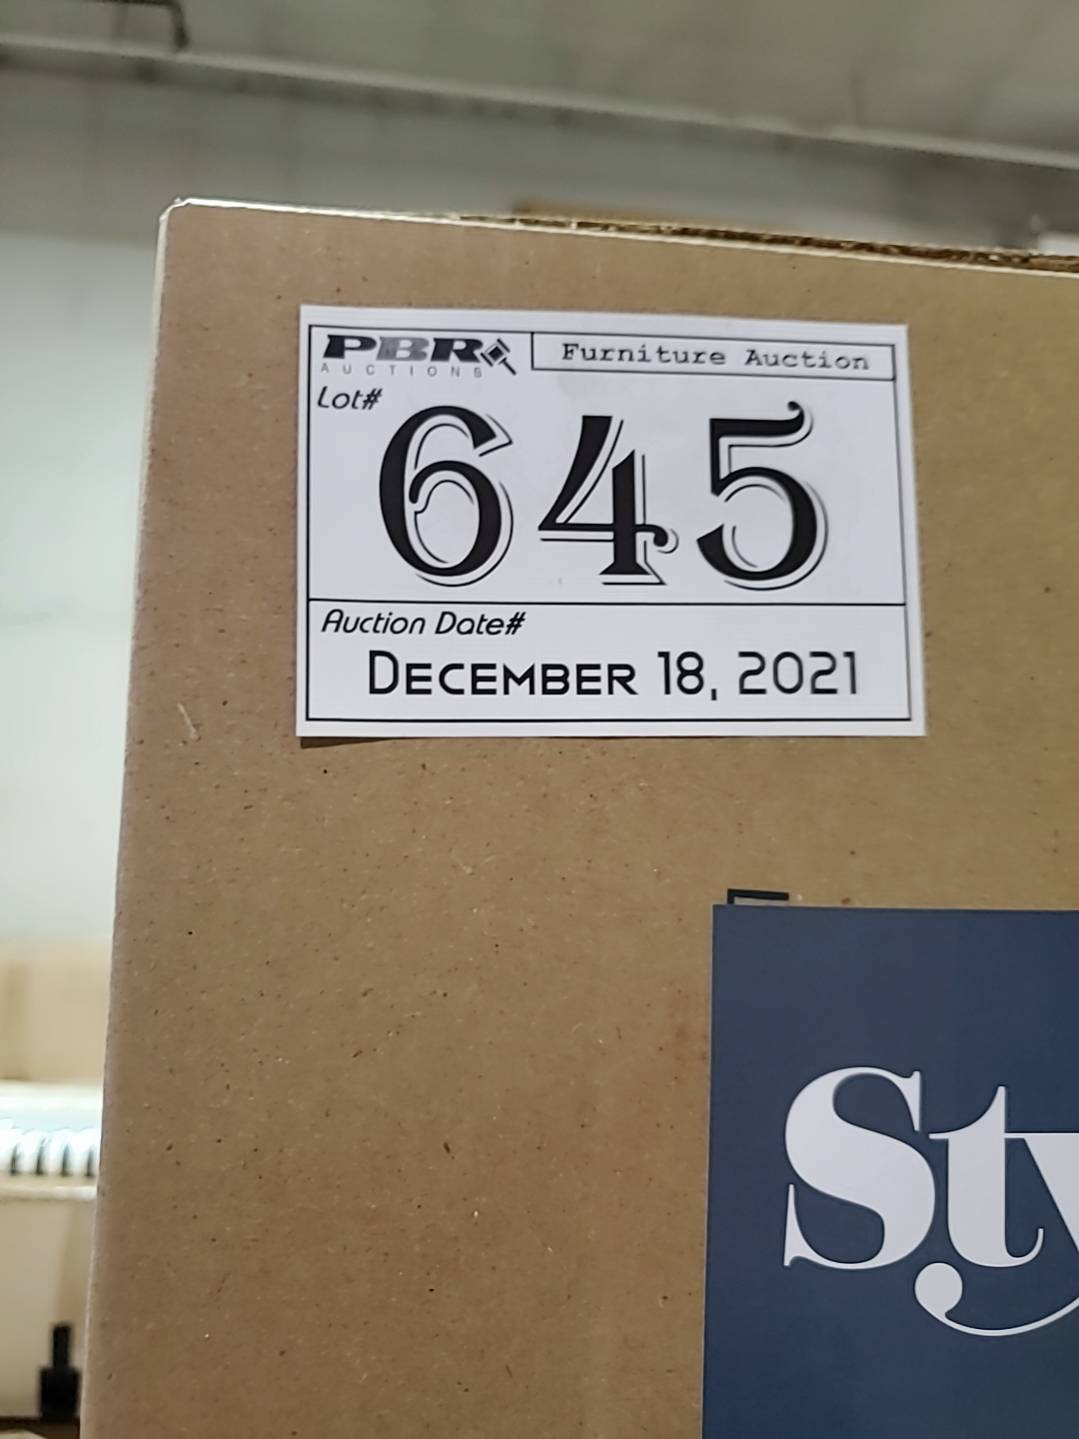 PBR
AUCTIONS
Furniture Auction
Lot#
645
Auction Date#
DECEMBER 18, 2021
Sty